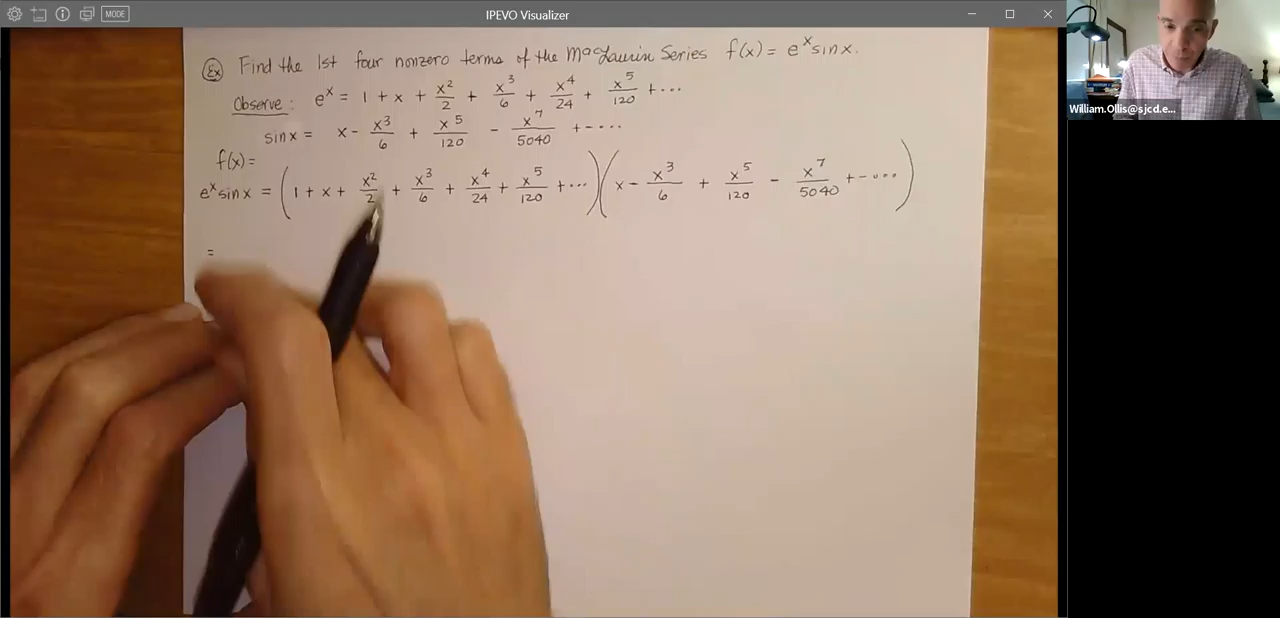 IPEVO Visualizer
MODE
Ex Find the 1st four nonzero terms of the MacLaurin Series f(x) = e^x sin x.
Observe: e^x = 1 + x + x^2/2 + x^3/6 + x^4/24 + x^5/120 + ...
sin x = x - x^3/6 + x^5/120 - x^7/5040 + - ....
f(x) =
e^x sin x = (1 + x + x^2/2 + x^3/6 + x^4/24 + x^5/120 + ...)(x - x^3/6 + x^5/120 - x^7/5040 + - ....)
=
William.Ollis@sjcd.e...